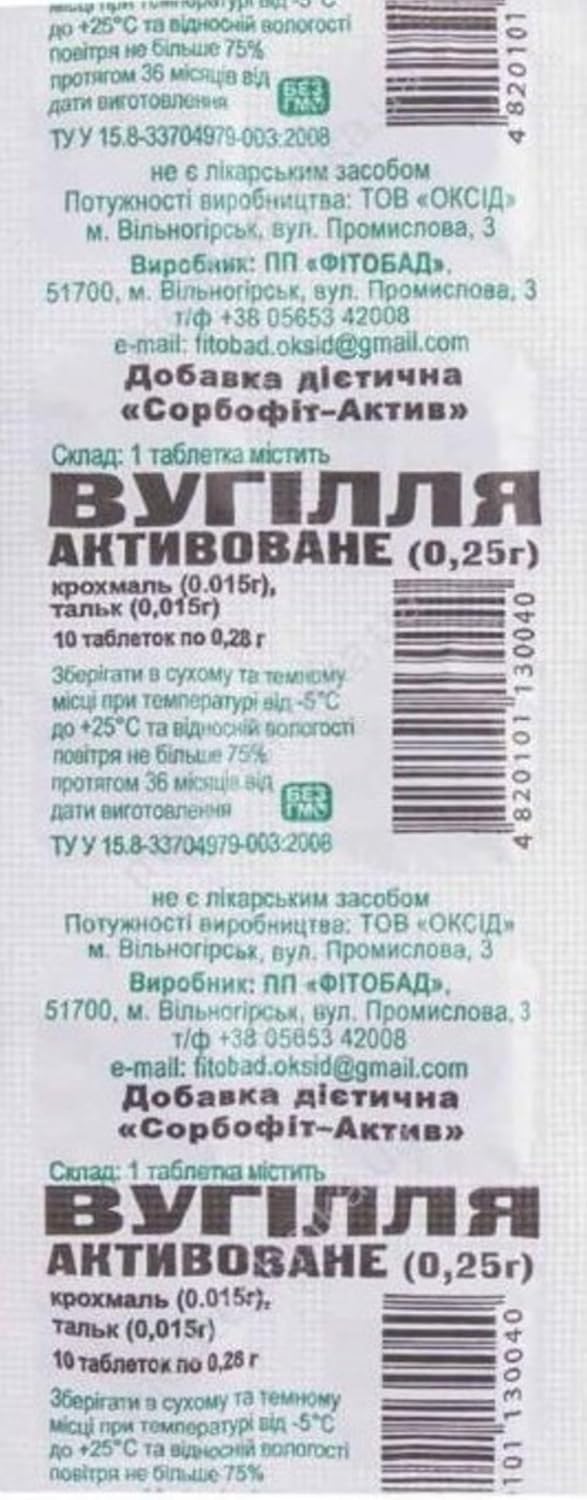 до +25°С та відносній вологості
повітря не більше 75%
протягом 36 місяців від
дати виготовлення
БЕЗ
ГМО
4 820101
ТУ У 15.8-33704979-003:2008
не є лікарським засобом
Потужності виробництва: ТОВ «ОКСІД»
м. Вільногірськ, вул. Промислова, 3
Виробник: ПП «ФІТОБАД»,
51700, м. Вільногірськ, вул. Промислова, 3
т/ф +38 05653 42008
e-mail: fitobad.oksid@gmail.com
Добавка дієтична
«Сорбофіт-Актив»
Склад: 1 таблетка містить
ВУГІЛЛЯ
АКТИВОВАНЕ (0,25г)
крохмаль (0.015г),
тальк (0,015г)
10 таблеток по 0,28 г
Зберігати в сухому та темному
місці при температурі від -5°С
до +25°С та відносній вологості
повітря не більше 75%
протягом 36 місяців від
дати виготовлення
БЕЗ
ГМО
4 820101 130040
ТУ У 15.8-33704979-003:2008
не є лікарським засобом
Потужності виробництва: ТОВ «ОКСІД»
м. Вільногірськ, вул. Промислова, 3
Виробник: ПП «ФІТОБАД»,
51700, м. Вільногірськ, вул. Промислова, 3
т/ф +38 05653 42008
e-mail: fitobad.oksid@gmail.com
Добавка дієтична
«Сорбофіт-Актив»
Склад: 1 таблетка містить
ВУГІЛЛЯ
АКТИВОВАНЕ (0,25г)
крохмаль (0.015г),
тальк (0,015г)
10 таблеток по 0,28 г
Зберігати в сухому та темному
місці при температурі від -5°С
до +25°С та відносній вологості
повітря не більше 75%
101 130040